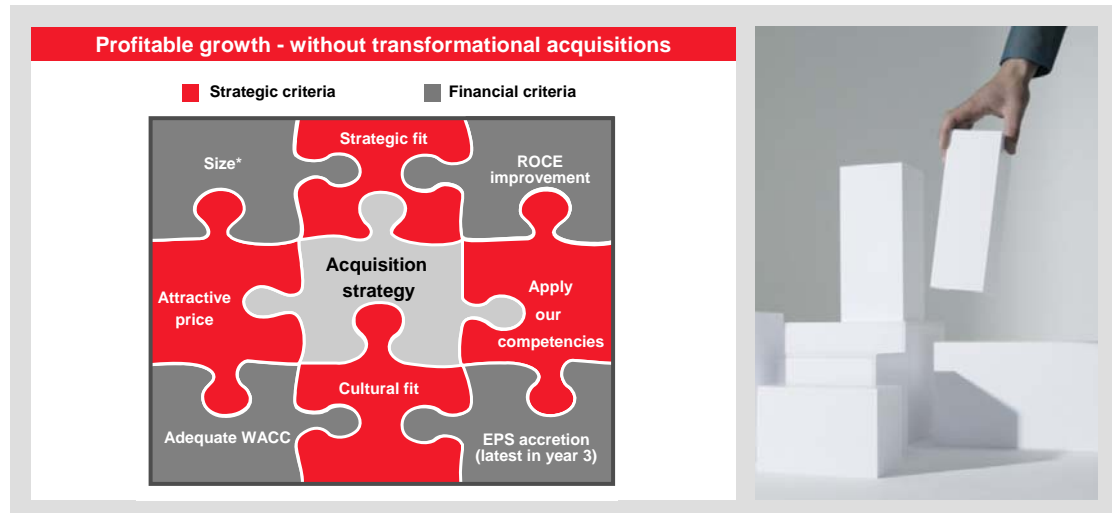 Profitable growth - without transformational acquisitions
Strategic criteria
Financial criteria
Size*
Strategic fit
ROCE
improvement
Attractive
price
Acquisition
strategy
Apply
our
competencies
Adequate WACC
Cultural fit
EPS accretion
(latest in year 3)